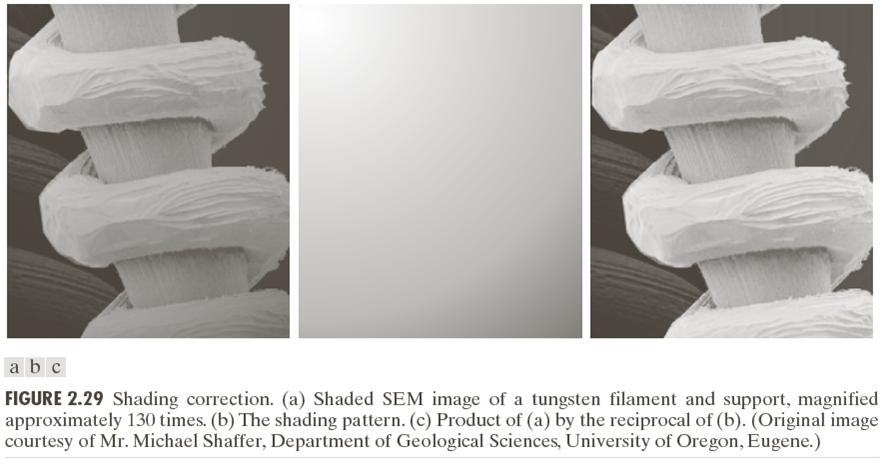 a b c
FIGURE 2.29 Shading correction. (a) Shaded SEM image of a tungsten filament and support, magnified
approximately 130 times. (b) The shading pattern. (c) Product of (a) by the reciprocal of (b). (Original image
courtesy of Mr. Michael Shaffer, Department of Geological Sciences, University of Oregon, Eugene.)